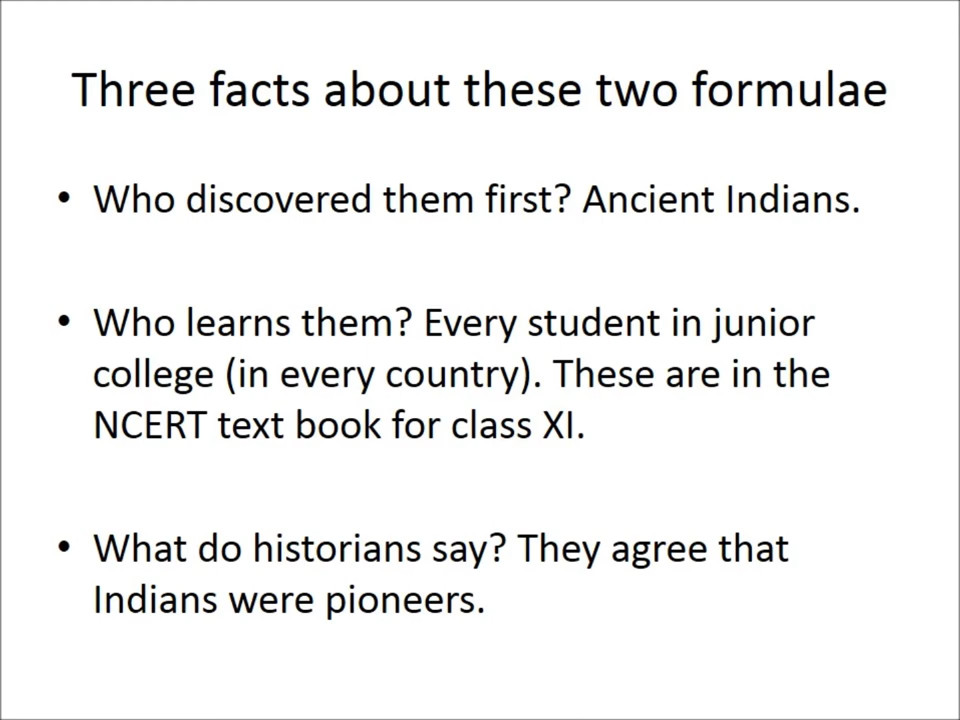 Three facts about these two formulae
• Who discovered them first? Ancient Indians.
• Who learns them? Every student in junior
college (in every country). These are in the
NCERT text book for class XI.
• What do historians say? They agree that
Indians were pioneers.